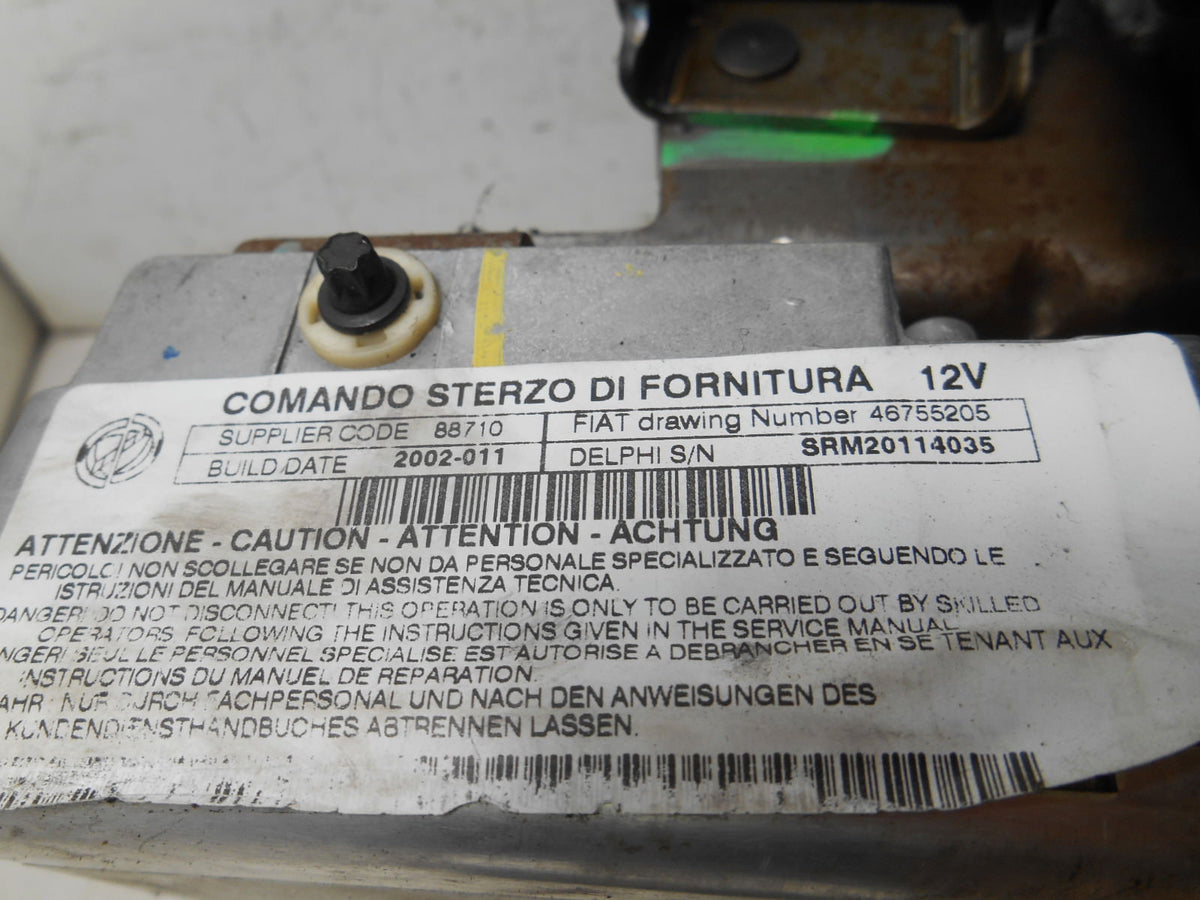 COMANDO STERZO DI FORNITURA 12V
SUPPLIER CODE 88710 FIAT drawing Number 46755205
BUILD DATE 2002-011 DELPHI S/N SRM20114035
ATTENZIONE - CAUTION - ATTENTION - ACHTUNG
PERICOLO! NON SCOLLEGARE SE NON DA PERSONALE SPECIALIZZATO E SEGUENDO LE
ISTRUZIONI DEL MANUALE DI ASSISTENZA TECNICA.
DANGER! DO NOT DISCONNECT! THIS OPERATION IS ONLY TO BE CARRIED OUT BY SKILLED
OPERATORS FOLLOWING THE INSTRUCTIONS GIVEN IN THE SERVICE MANUAL
NGER! SEUL LE PERSONNEL SPECIALISE EST AUTORISE A DEBRANCHER EN SE TENANT AUX
INSTRUCTIONS DU MANUEL DE REPARATION.
AHR NUR DURCH FACHPERSONAL UND NACH DEN ANWEISUNGEN DES
KUNDENDIENSTHANDBUCHES ABTRENNEN LASSEN.